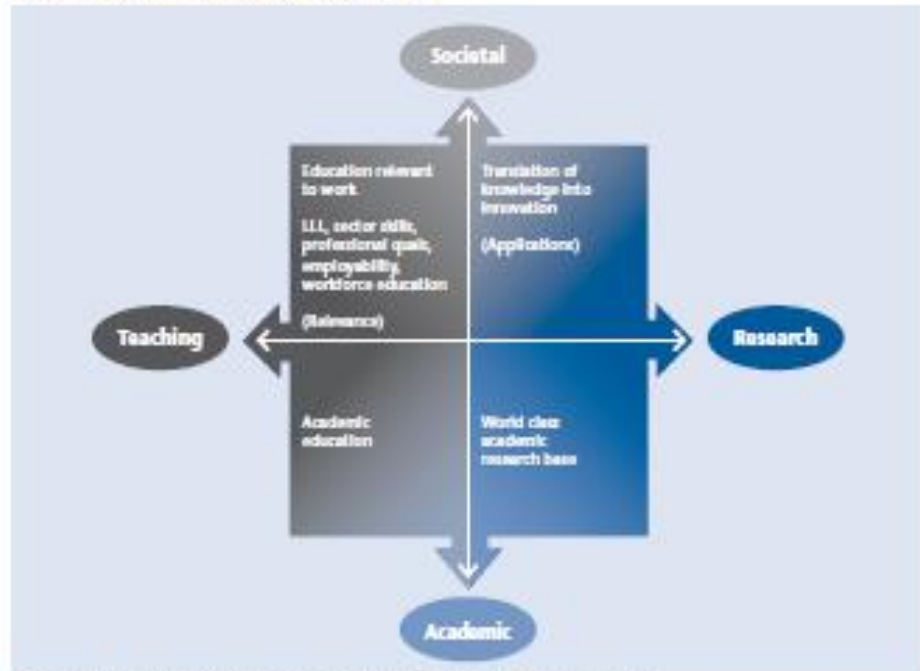 Societal
Education relevant
to work
LLL, sector skills,
professional quals,
employability,
workforce education
(Relevance)
Translation of
knowledge into
innovation
(Applications)
Teaching
Research
Academic
education
World class
academic
research base
Academic